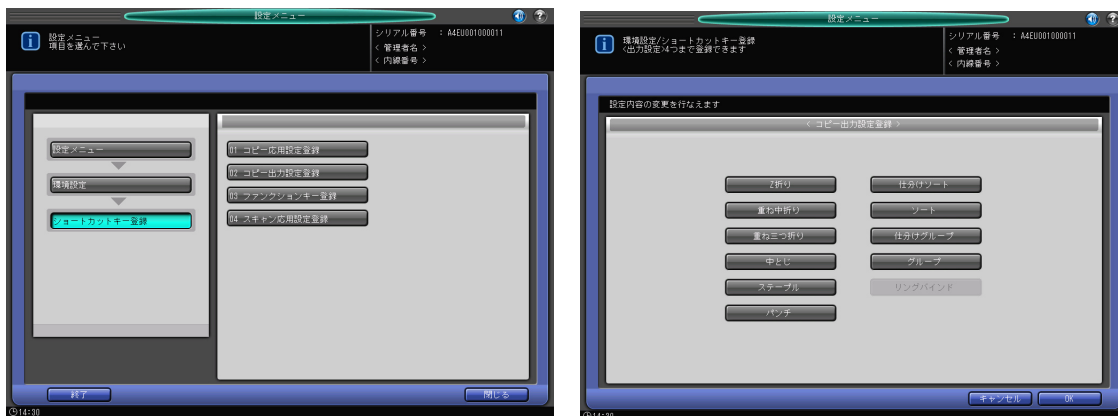 設定メニュー
設定メニュー
項目を選んで下さい
シリアル番号 : A4EU001000011
< 管理者名 >
< 内線番号 >
設定メニュー
環境設定
ショートカットキー登録
01 コピー応用設定登録
02 コピー出力設定登録
03 ファンクションキー登録
04 スキャン応用設定登録
終了
閉じる
14:30
設定メニュー
環境設定/ショートカットキー登録
<出力設定>4つまで登録できます
シリアル番号 : A4EU001000011
< 管理者名 >
< 内線番号 >
設定内容の変更を行なえます
< コピー出力設定登録 >
Z折り
仕分けソート
重ね中折り
ソート
重ね三つ折り
仕分けグループ
中とじ
グループ
ステープル
リングバインド
パンチ
キャンセル
OK
14:30